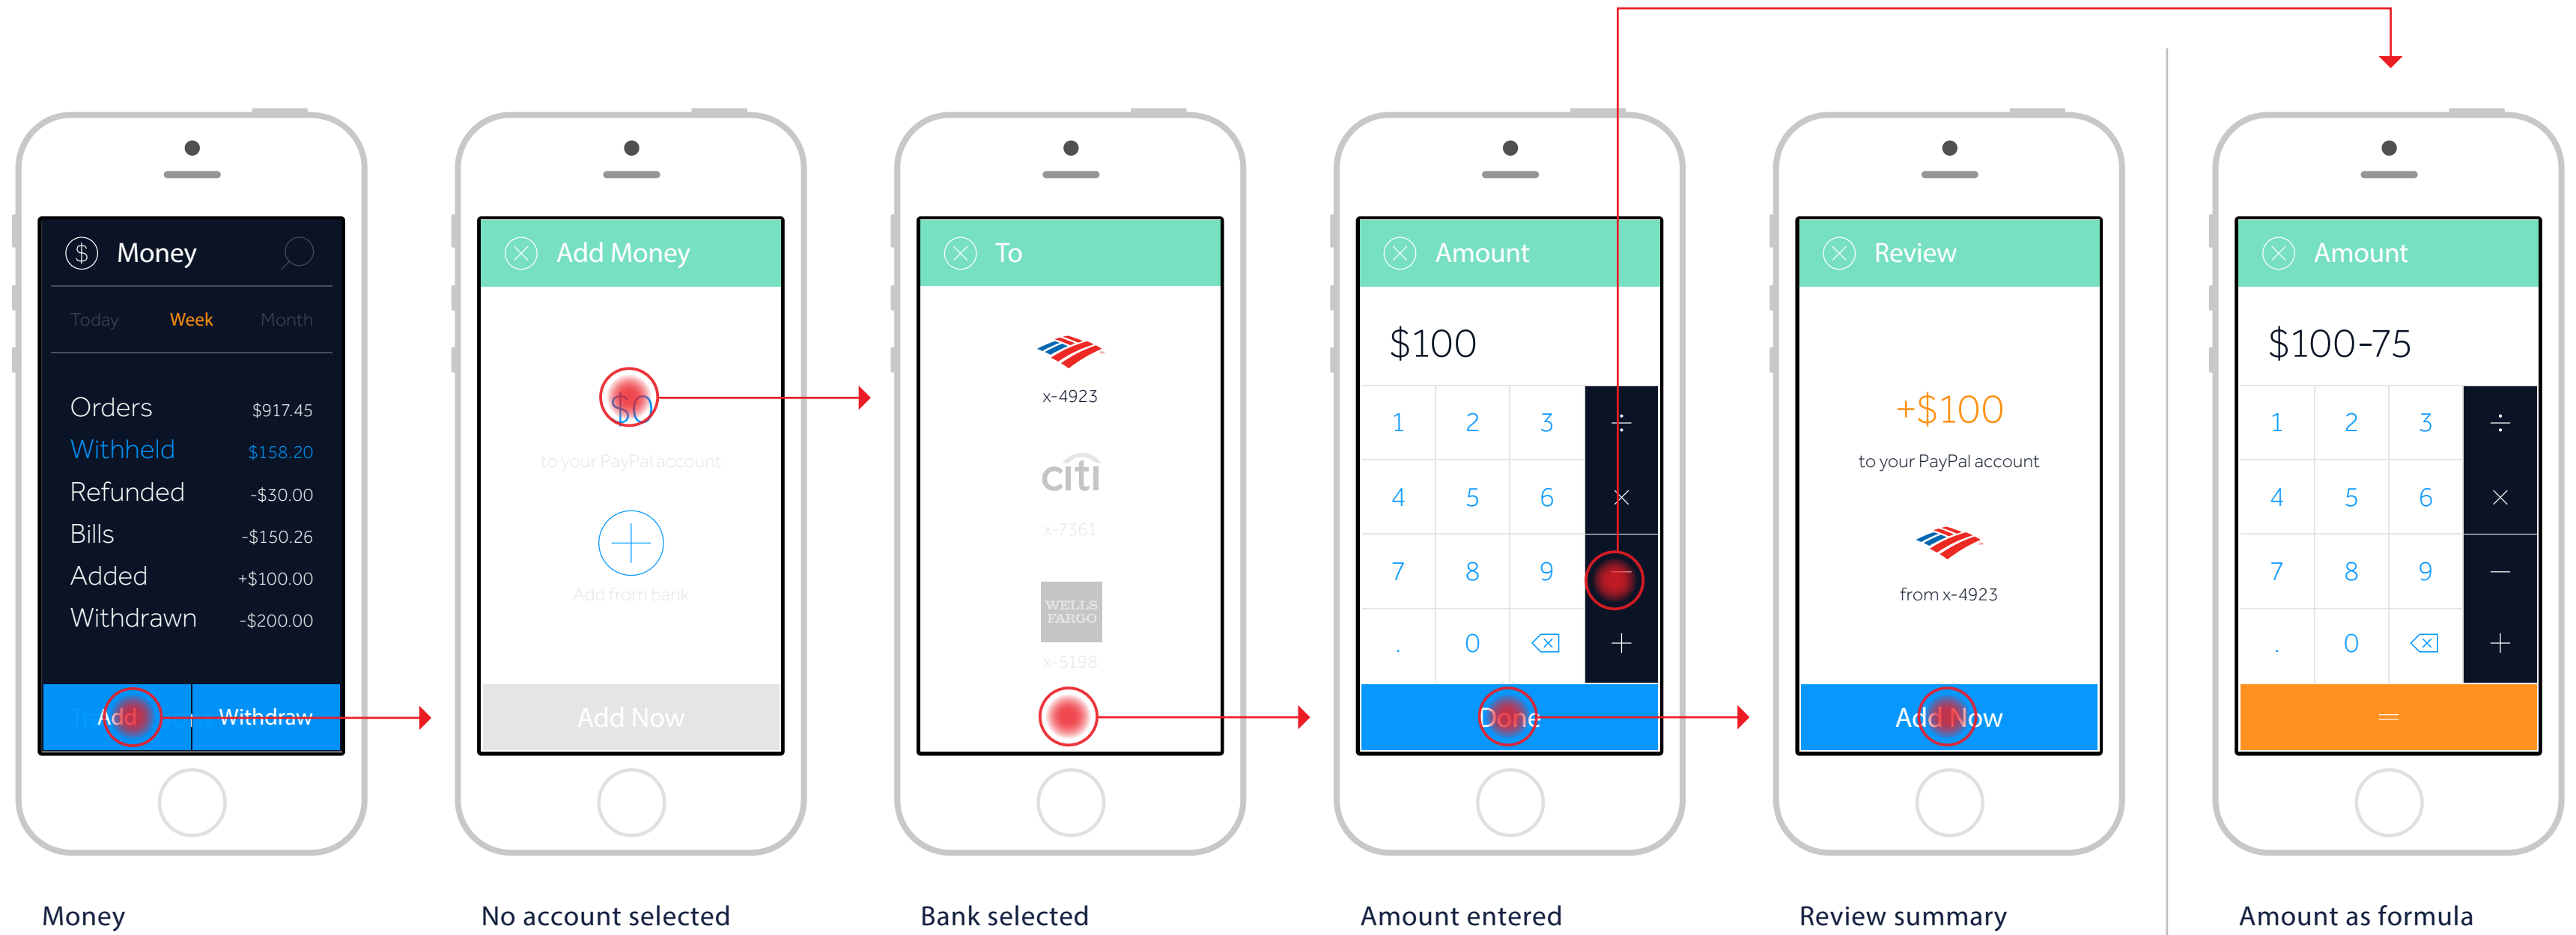 Money
Today Week Month
Orders $917.45
Withheld $158.20
Refunded -$30.00
Bills -$150.26
Added +$100.00
Withdrawn -$200.00
Add Withdraw
Money
Add Money
$0
to your PayPal account
Add from bank
Add Now
No account selected
To
x-4923
citi
x-7361
WELLS
FARGO
x-5198
Bank selected
Amount
$100
1 2 3 ÷
4 5 6 ×
7 8 9 —
. 0 +
Done
Amount entered
Review
+$100
to your PayPal account
from x-4923
Add Now
Review summary
Amount
$100-75
1 2 3 ÷
4 5 6 ×
7 8 9 —
. 0 +
=
Amount as formula